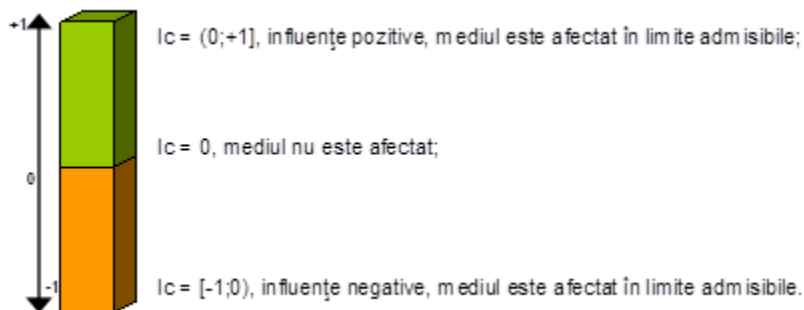 +1
Ic = (0;+1], influenţe pozitive, mediul este afectat în limite admisibile;
Ic = 0, mediul nu este afectat;
0
-1
Ic = [-1;0), influenţe negative, mediul este afectat în limite admisibile.